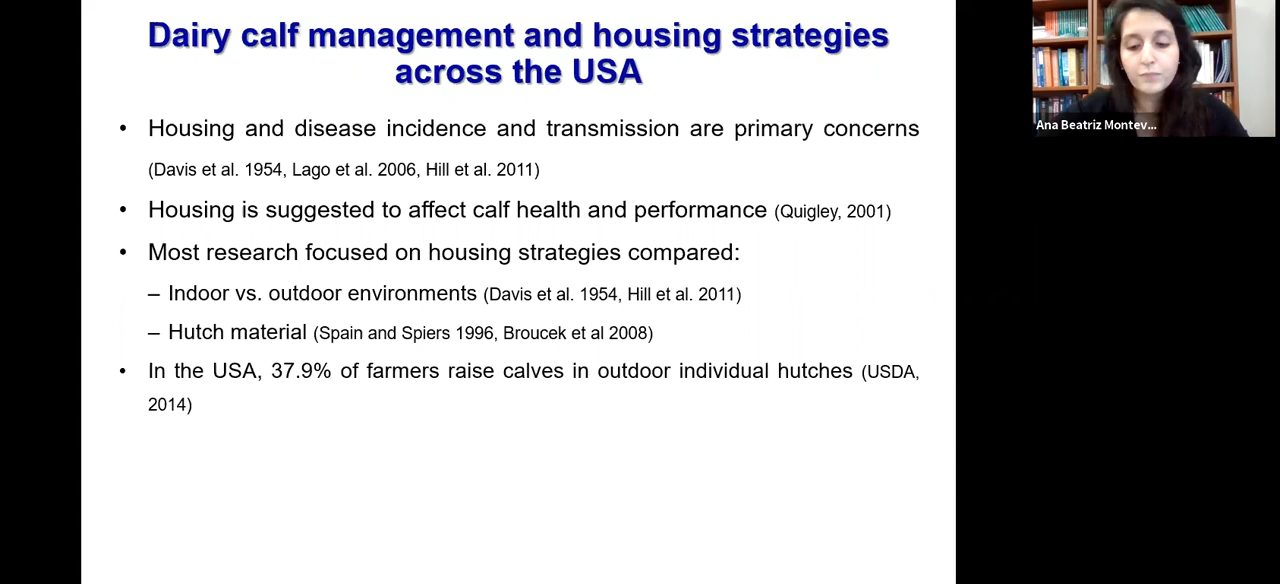 Dairy calf management and housing strategies
across the USA
• Housing and disease incidence and transmission are primary concerns
(Davis et al. 1954, Lago et al. 2006, Hill et al. 2011)
• Housing is suggested to affect calf health and performance (Quigley, 2001)
• Most research focused on housing strategies compared:
– Indoor vs. outdoor environments (Davis et al. 1954, Hill et al. 2011)
– Hutch material (Spain and Spiers 1996, Broucek et al 2008)
• In the USA, 37.9% of farmers raise calves in outdoor individual hutches (USDA,
2014)
Ana Beatriz Montev...